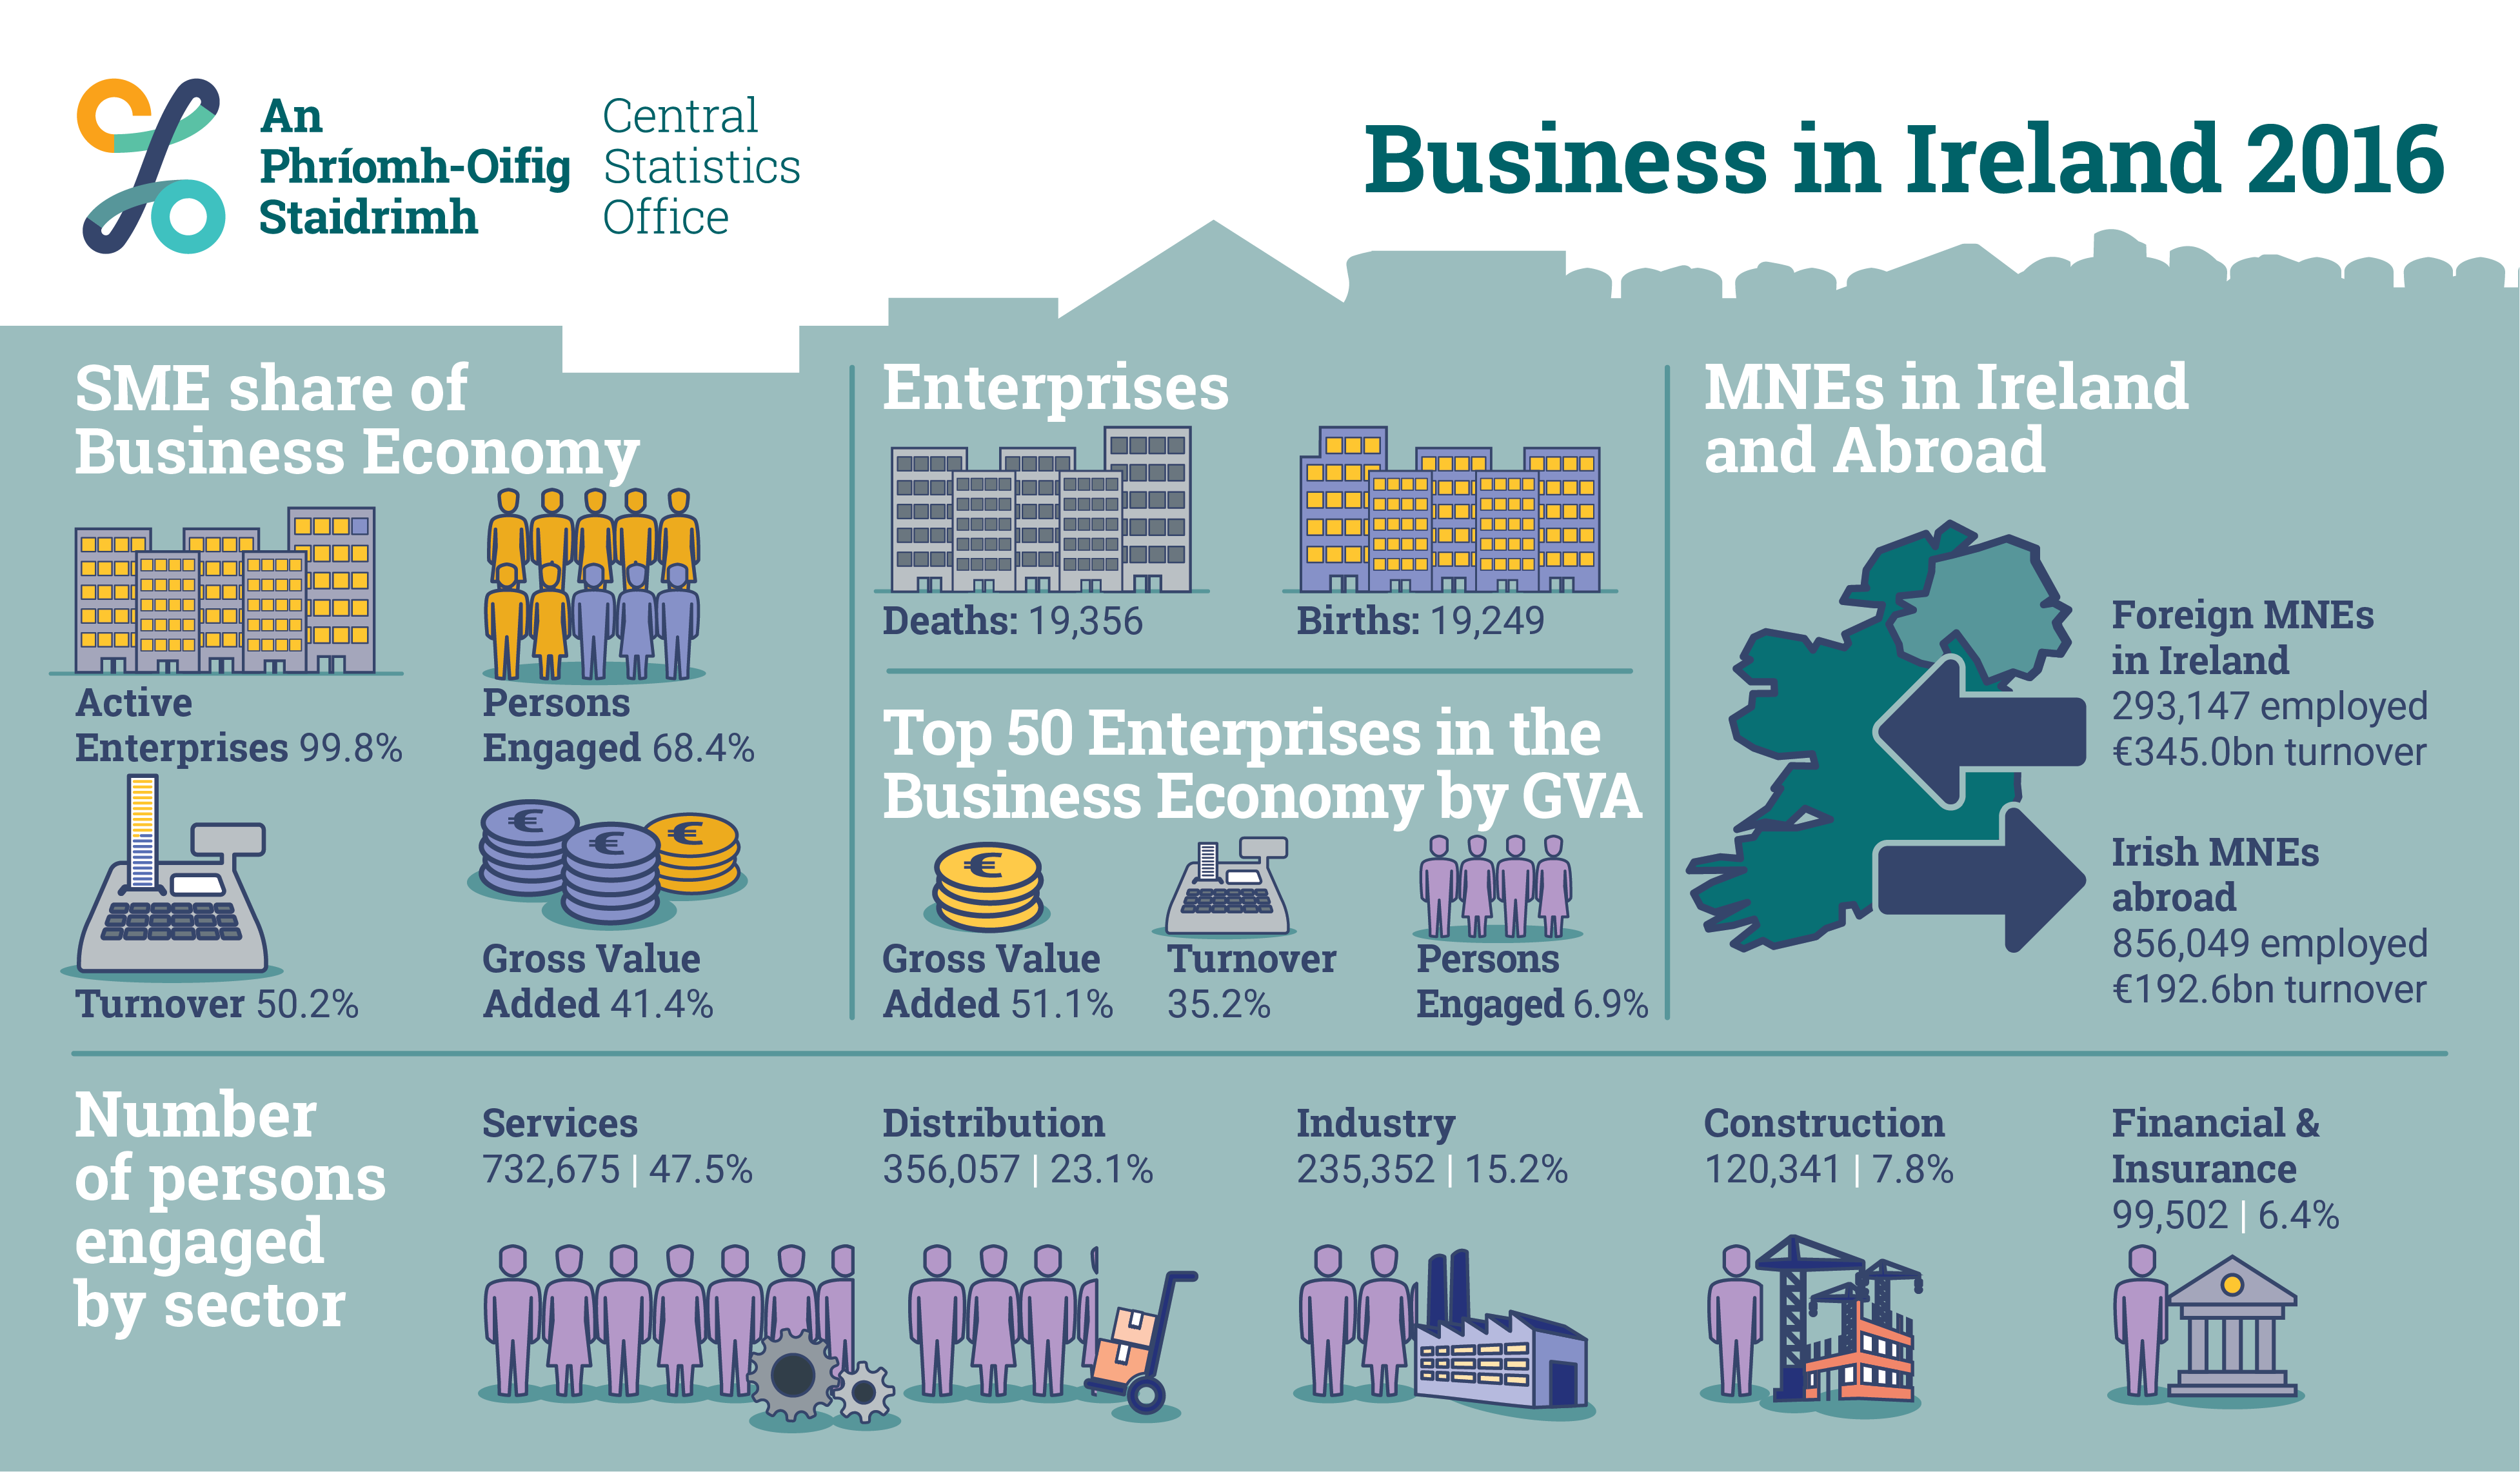 An
Phríomh-Oifig
Staidrimh
Central
Statistics
Office
Business in Ireland 2016
SME share of
Business Economy
Active
Enterprises 99.8%
Persons
Engaged 68.4%
Turnover 50.2%
€
€
€
Gross Value
Added 41.4%
Enterprises
Deaths: 19,356
Births: 19,249
Top 50 Enterprises in the
Business Economy by GVA
€
Gross Value
Added 51.1%
Turnover
35.2%
Persons
Engaged 6.9%
MNEs in Ireland
and Abroad
Foreign MNEs
in Ireland
293,147 employed
€345.0bn turnover
Irish MNEs
abroad
856,049 employed
€192.6bn turnover
Number
of persons
engaged
by sector
Services
732,675 | 47.5%
Distribution
356,057 | 23.1%
Industry
235,352 | 15.2%
Construction
120,341 | 7.8%
Financial &
Insurance
99,502 | 6.4%